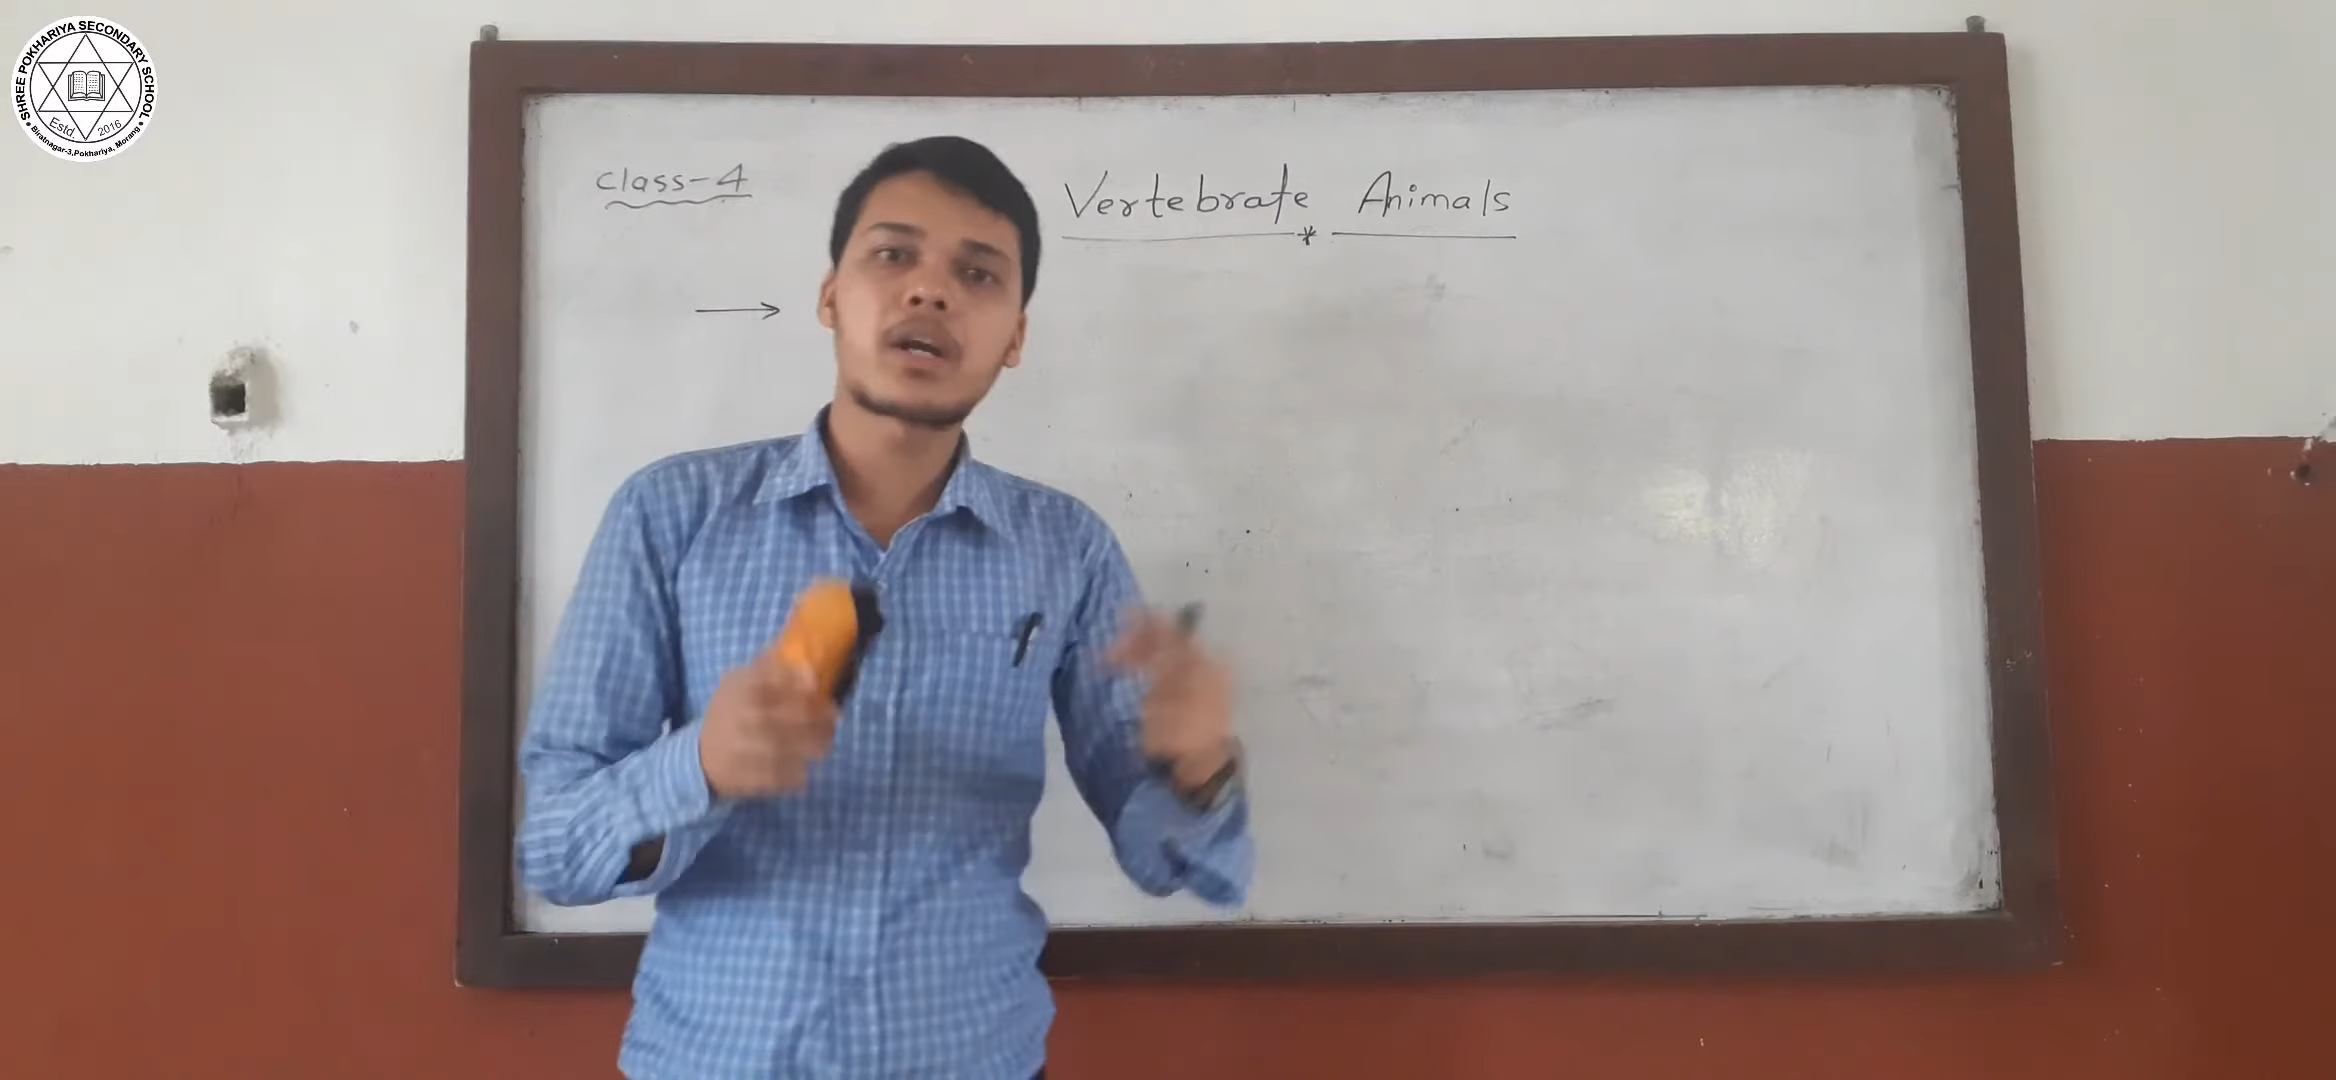 SHREE POKHARIYA SECONDARY SCHOOL
Estd. 2016
Biratnagar-3,Pokhariya, Morang
class-4
Vertebrate Animals